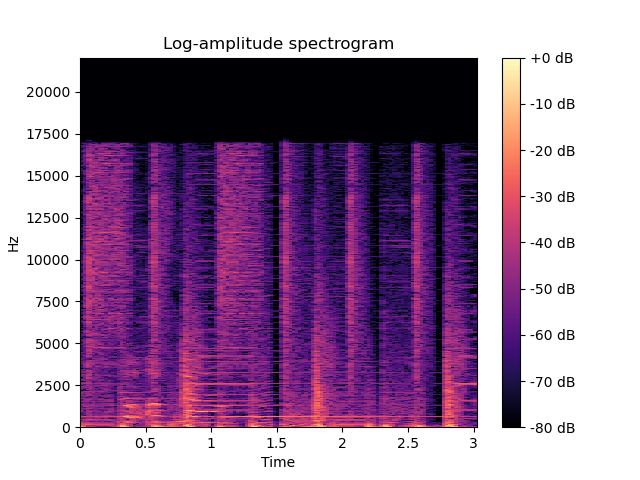 Log-amplitude spectrogram
Hz
20000
17500
15000
12500
10000
7500
5000
2500
0
0 0.5 1 1.5 2 2.5 3
Time
+0 dB
-10 dB
-20 dB
-30 dB
-40 dB
-50 dB
-60 dB
-70 dB
-80 dB